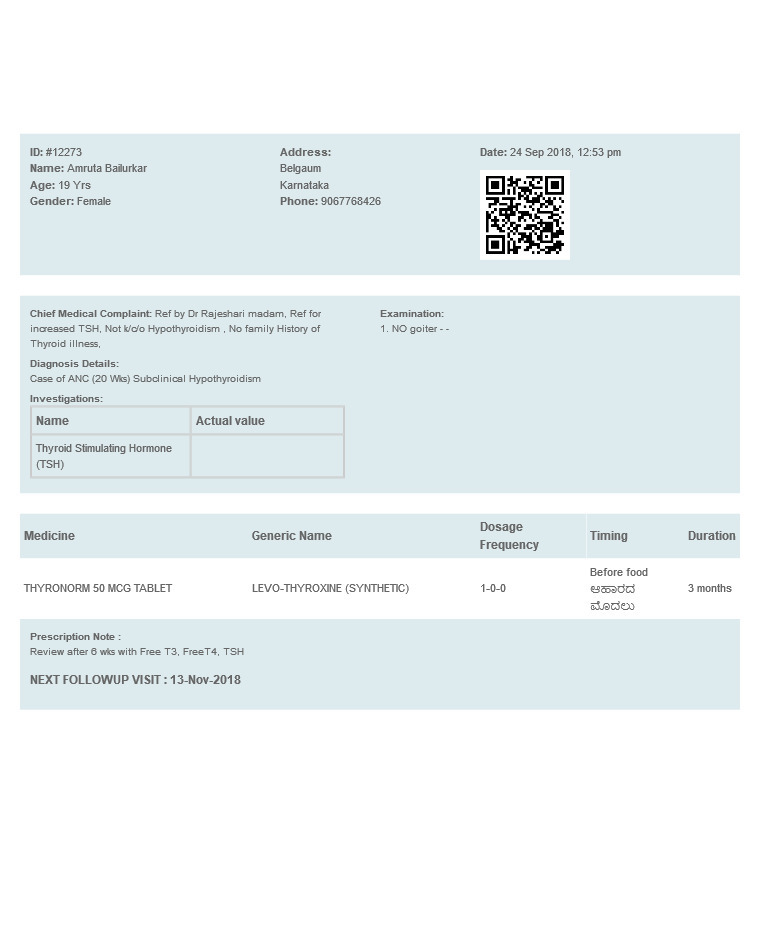 ID: #12273
Name: Amruta Bailurkar
Age: 19 Yrs
Gender: Female
Address:
Belgaum
Karnataka
Phone: 9067768426
Date: 24 Sep 2018, 12:53 pm
Chief Medical Complaint: Ref by Dr Rajeshari madam, Ref for
increased TSH, Not k/c/o Hypothyroidism , No family History of
Thyroid illness,
Diagnosis Details:
Case of ANC (20 Wks) Subclinical Hypothyroidism
Investigations:
Name Actual value
Thyroid Stimulating Hormone
(TSH)
Examination:
1. NO goiter - -
Medicine Generic Name Dosage Frequency Timing Duration
THYRONORM 50 MCG TABLET LEVO-THYROXINE (SYNTHETIC) 1-0-0 Before food 3 months
ಆಹಾರದ
ಮೊದಲು
Prescription Note :
Review after 6 wks with Free T3, FreeT4, TSH
NEXT FOLLOWUP VISIT : 13-Nov-2018